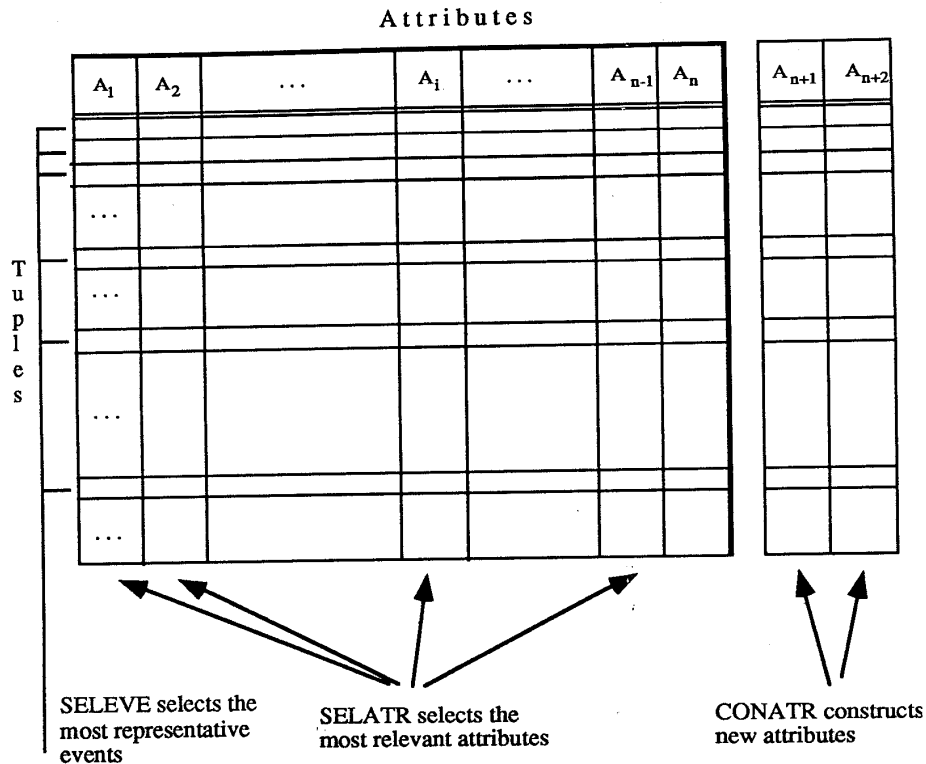 Attributes
A1 A2 ... Ai ... An-1 An An+1 An+2
...
...
...
...
Tuples
SELEVE selects the
most representative
events
SELATR selects the
most relevant attributes
CONATR constructs
new attributes